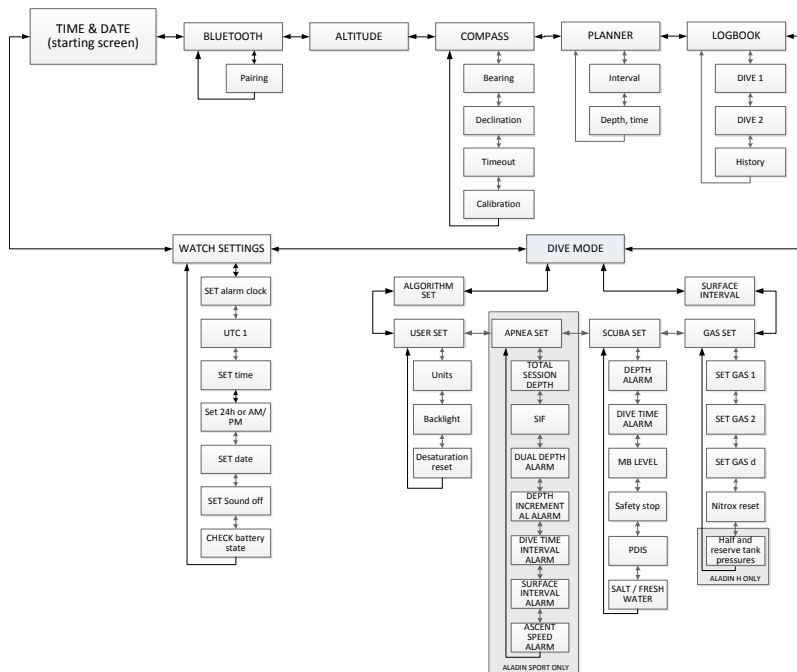 TIME & DATE
(starting screen)
BLUETOOTH
ALTITUDE
COMPASS
PLANNER
LOGBOOK
Pairing
Bearing
Declination
Timeout
Calibration
Interval
Depth, time
DIVE 1
DIVE 2
History
WATCH SETTINGS
DIVE MODE
SET alarm clock
UTC 1
SET time
Set 24h or AM/
PM
SET date
SET Sound off
CHECK battery
state
ALGORITHM
SET
SURFACE
INTERVAL
USER SET
APNEA SET
SCUBA SET
GAS SET
Units
Backlight
Desaturation
reset
TOTAL
SESSION
DEPTH
SIF
DUAL DEPTH
ALARM
DEPTH
INCREMENT
AL ALARM
DIVE TIME
INTERVAL
ALARM
SURFACE
INTERVAL
ALARM
ASCENT
SPEED
ALARM
ALADIN SPORT ONLY
DEPTH
ALARM
DIVE TIME
ALARM
MB LEVEL
Safety stop
PDIS
SALT / FRESH
WATER
SET GAS 1
SET GAS 2
SET GAS d
Nitrox reset
Half and
reserve tank
pressures
ALADIN H ONLY